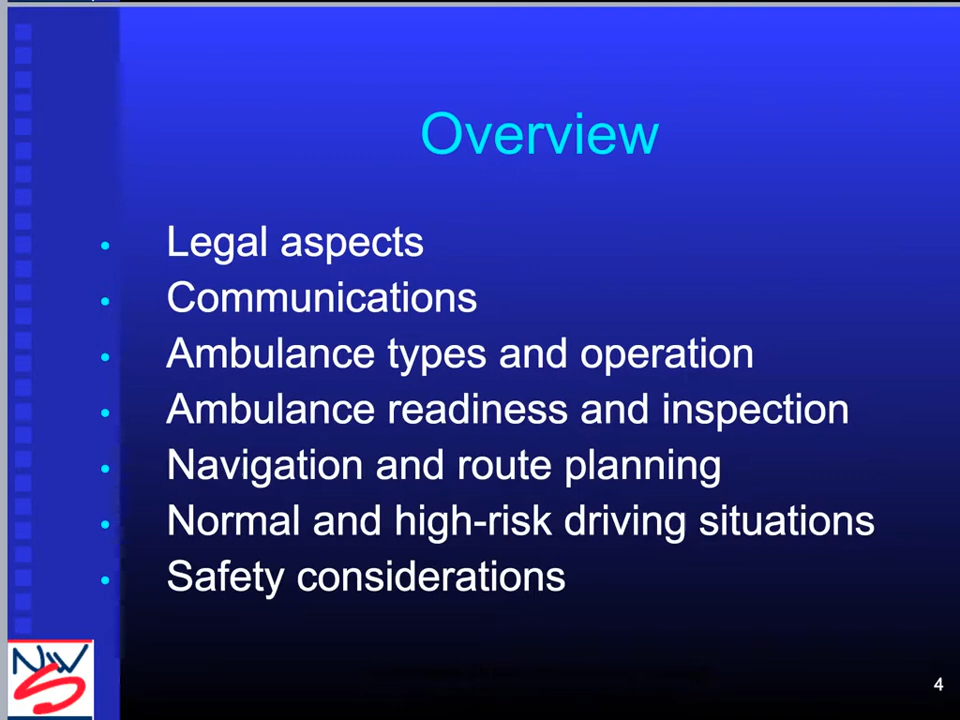 Overview
• Legal aspects
• Communications
• Ambulance types and operation
• Ambulance readiness and inspection
• Navigation and route planning
• Normal and high-risk driving situations
• Safety considerations
NWS
4